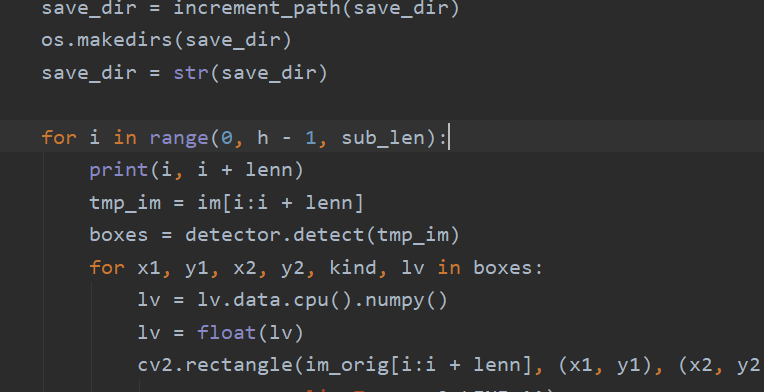 save_dir = increment_path(save_dir)
os.makedirs(save_dir)
save_dir = str(save_dir)
for i in range(0, h - 1, sub_len):
print(i, i + lenn)
tmp_im = im[i:i + lenn]
boxes = detector.detect(tmp_im)
for x1, y1, x2, y2, kind, lv in boxes:
lv = lv.data.cpu().numpy()
lv = float(lv)
cv2.rectangle(im_orig[i:i + lenn], (x1, y1), (x2, y2